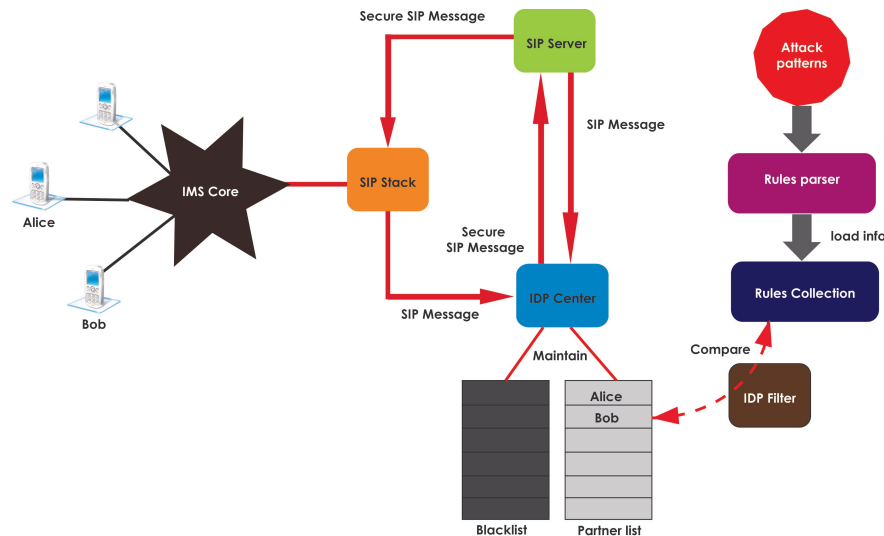 Secure SIP Message
SIP Server
Attack
patterns
SIP Message
IMS Core
SIP Stack
Rules parser
Alice
Secure
SIP Message
load info
IDP Center
Rules Collection
SIP Message
Bob
Maintain
Compare
Alice
Bob
IDP Filter
Blacklist
Partner list